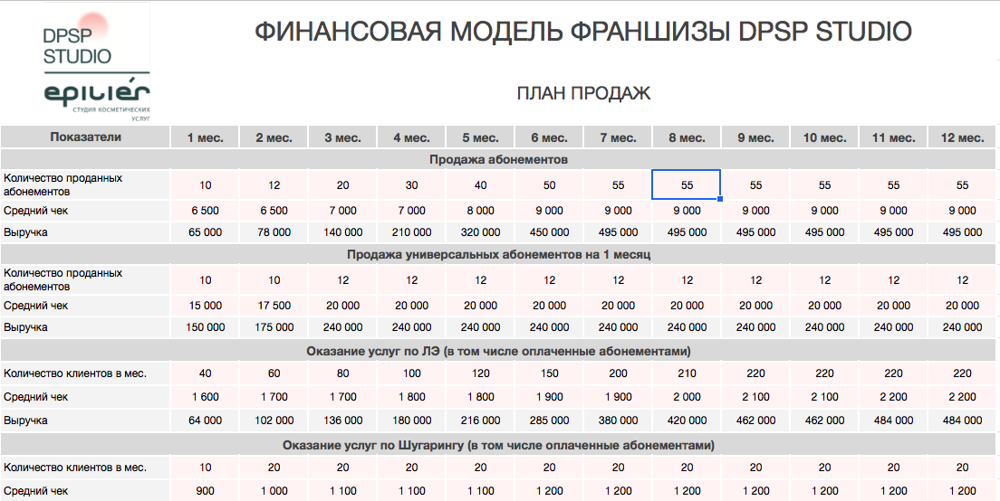 DPSP
STUDIO
epiliér
СТУДИЯ КОСМЕТИЧЕСКИХ
УСЛУГ
ФИНАНСОВАЯ МОДЕЛЬ ФРАНШИЗЫ DPSP STUDIO
ПЛАН ПРОДАЖ
Показатели 1 мес. 2 мес. 3 мес. 4 мес. 5 мес. 6 мес. 7 мес. 8 мес. 9 мес. 10 мес. 11 мес. 12 мес.
Продажа абонементов
Количество проданных
абонементов 10 12 20 30 40 50 55 55 55 55 55 55
Средний чек 6 500 6 500 7 000 7 000 8 000 9 000 9 000 9 000 9 000 9 000 9 000 9 000
Выручка 65 000 78 000 140 000 210 000 320 000 450 000 495 000 495 000 495 000 495 000 495 000 495 000
Продажа универсальных абонементов на 1 месяц
Количество проданных
абонементов 10 10 12 12 12 12 12 12 12 12 12 12
Средний чек 15 000 17 500 20 000 20 000 20 000 20 000 20 000 20 000 20 000 20 000 20 000 20 000
Выручка 150 000 175 000 240 000 240 000 240 000 240 000 240 000 240 000 240 000 240 000 240 000 240 000
Оказание услуг по ЛЭ (в том числе оплаченные абонементами)
Количество клиентов в мес. 40 60 80 100 120 150 200 210 220 220 220 220
Средний чек 1 600 1 700 1 700 1 800 1 800 1 900 1 900 2 000 2 100 2 100 2 200 2 200
Выручка 64 000 102 000 136 000 180 000 216 000 285 000 380 000 420 000 462 000 462 000 484 000 484 000
Оказание услуг по Шугарингу (в том числе оплаченные абонементами)
Количество клиентов в мес. 10 20 20 20 20 20 20 20 20 20 20 20
Средний чек 900 1 000 1 100 1 100 1 100 1 200 1 200 1 200 1 200 1 200 1 200 1 200